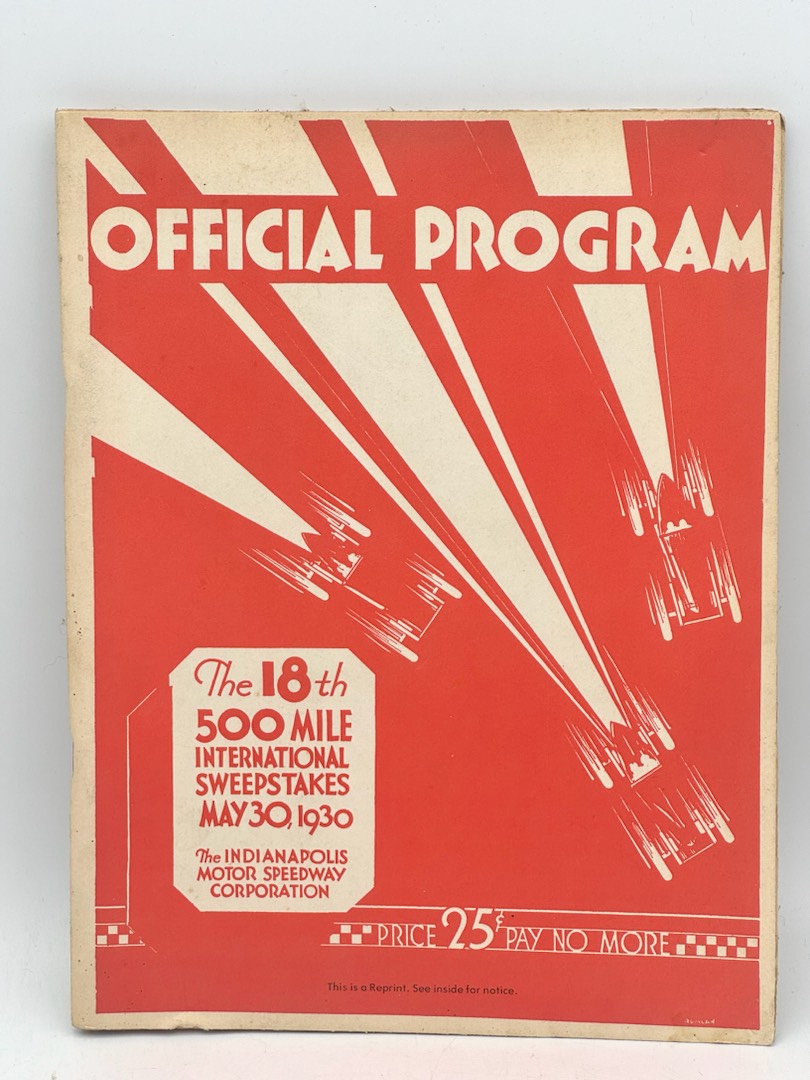 OFFICIAL PROGRAM
The 18th
500 MILE
INTERNATIONAL
SWEEPSTAKES
MAY 30, 1930
The INDIANAPOLIS
MOTOR SPEEDWAY
CORPORATION
PRICE 25¢ PAY NO MORE
This is a Reprint. See inside for notice.